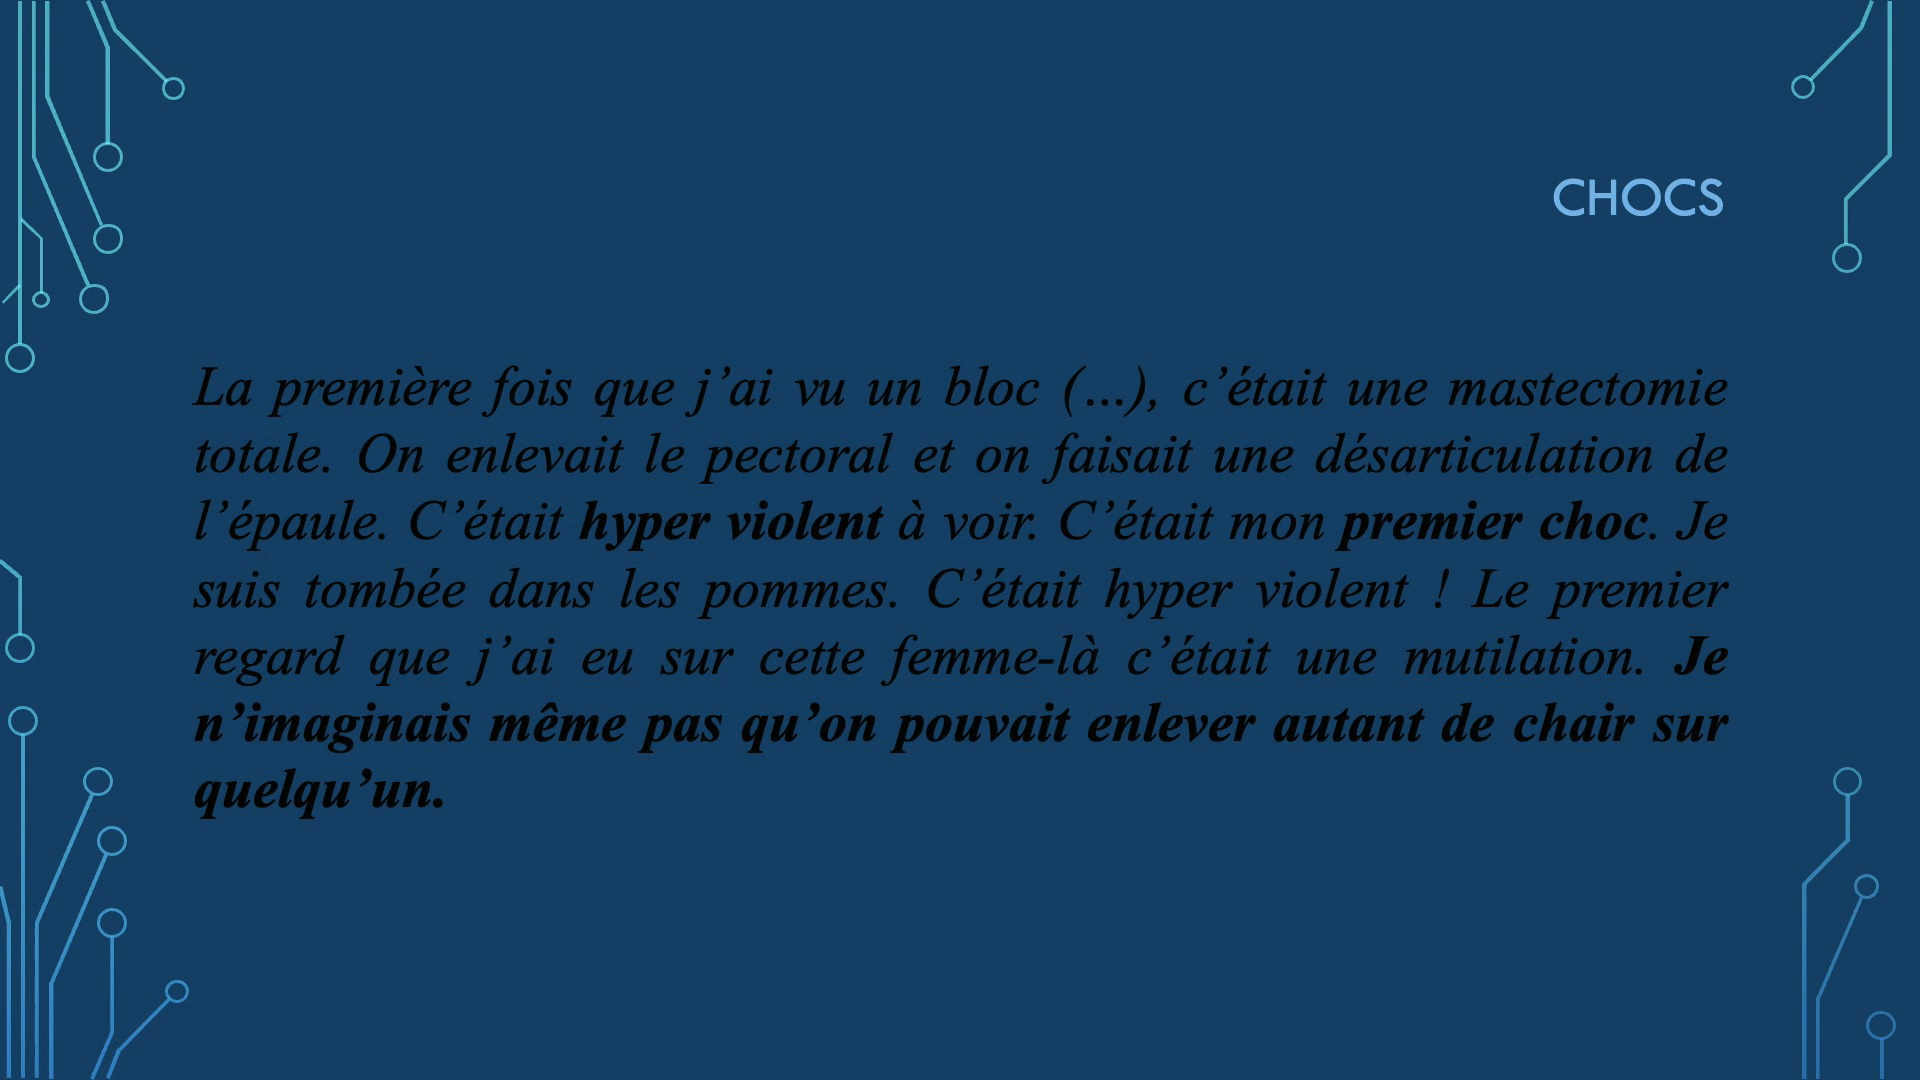 CHOCS
La première fois que j’ai vu un bloc (…), c’était une mastectomie
totale. On enlevait le pectoral et on faisait une désarticulation de
l’épaule. C’était hyper violent à voir. C’était mon premier choc. Je
suis tombée dans les pommes. C’était hyper violent ! Le premier
regard que j’ai eu sur cette femme-là c’était une mutilation. Je
n’imaginais même pas qu’on pouvait enlever autant de chair sur
quelqu’un.